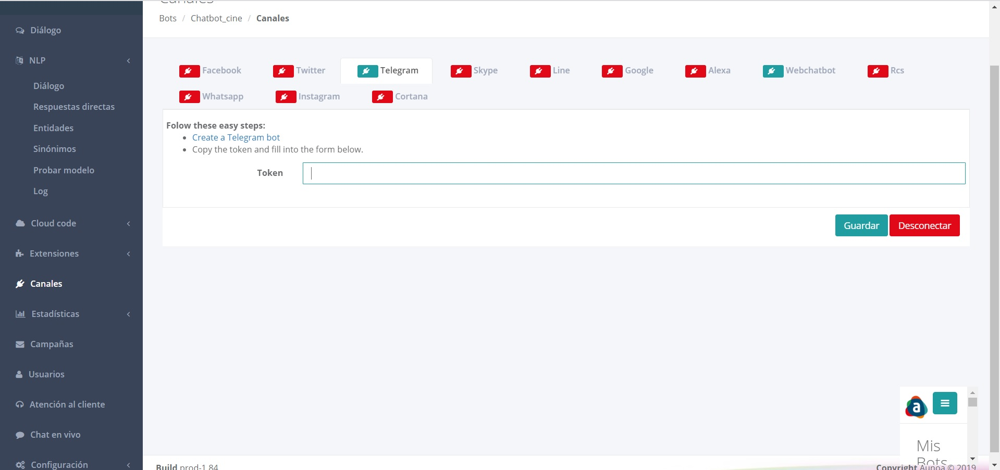 Canales
Bots / Chatbot_cine / Canales
Diálogo
NLP
Diálogo
Respuestas directas
Entidades
Sinónimos
Probar modelo
Log
Cloud code
Extensiones
Canales
Estadísticas
Campañas
Usuarios
Atención al cliente
Chat en vivo
Configuración
Facebook Twitter Telegram Skype Line Google Alexa Webchatbot Rcs
Whatsapp Instagram Cortana
Folow these easy steps:
Create a Telegram bot
Copy the token and fill into the form below.
Token
Guardar Desconectar
a
Mis
Bots
Build prod-1.84
Copyright Aunoa © 2019